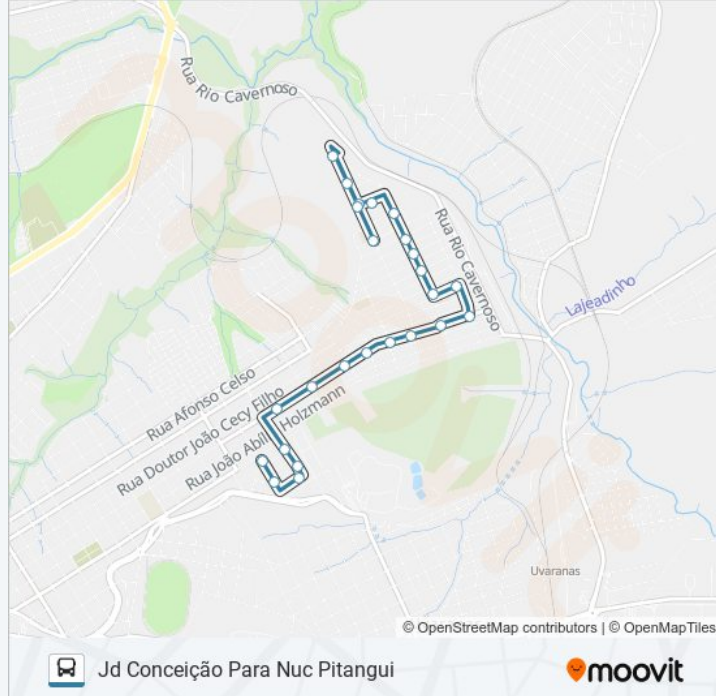 Rua Rio Cavernoso
Rua Rio Cavernoso
Lajeadinho
Rua Afonso Celso
Rua Doutor João Cecy Filho
Rua João Abílio Holzmann
Uvaranas
© OpenStreetMap contributors | © OpenMapTiles
Jd Conceição Para Nuc Pitangui
moovit